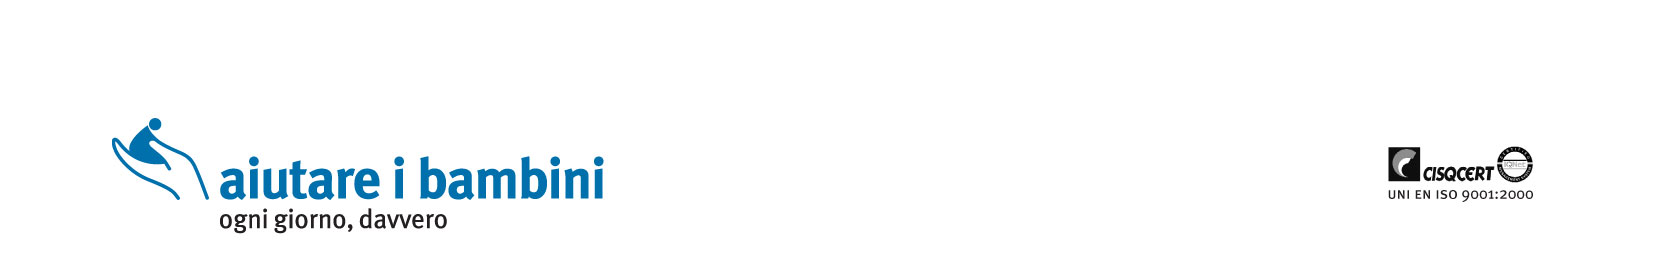 aiutare i bambini
ogni giorno, davvero
CISQCERT
UNI EN ISO 9001:2000